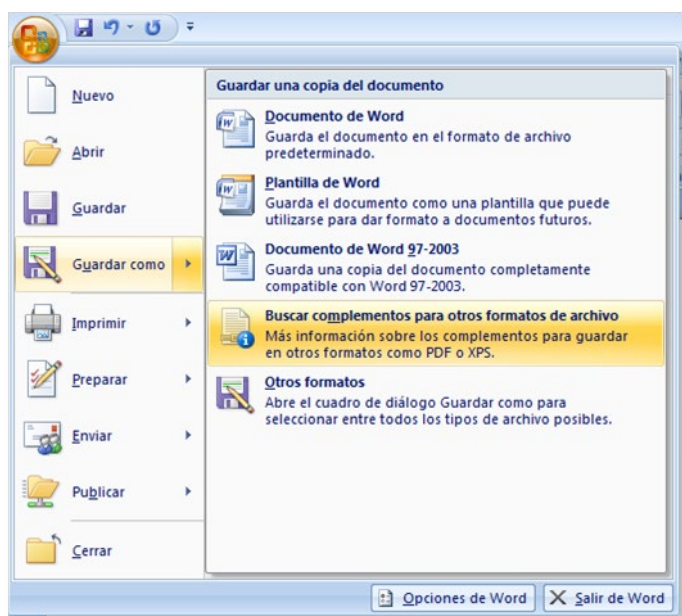 Nuevo
Abrir
Guardar
Guardar como
Imprimir
Preparar
Enviar
Publicar
Cerrar
Guardar una copia del documento
Documento de Word
Guarda el documento en el formato de archivo
predeterminado.
Plantilla de Word
Guarda el documento como una plantilla que puede
utilizarse para dar formato a documentos futuros.
Documento de Word 97-2003
Guarda una copia del documento completamente
compatible con Word 97-2003.
Buscar complementos para otros formatos de archivo
Más información sobre los complementos para guardar
en otros formatos como PDF o XPS.
Otros formatos
Abre el cuadro de diálogo Guardar como para
seleccionar entre todos los tipos de archivo posibles.
Opciones de Word
Salir de Word